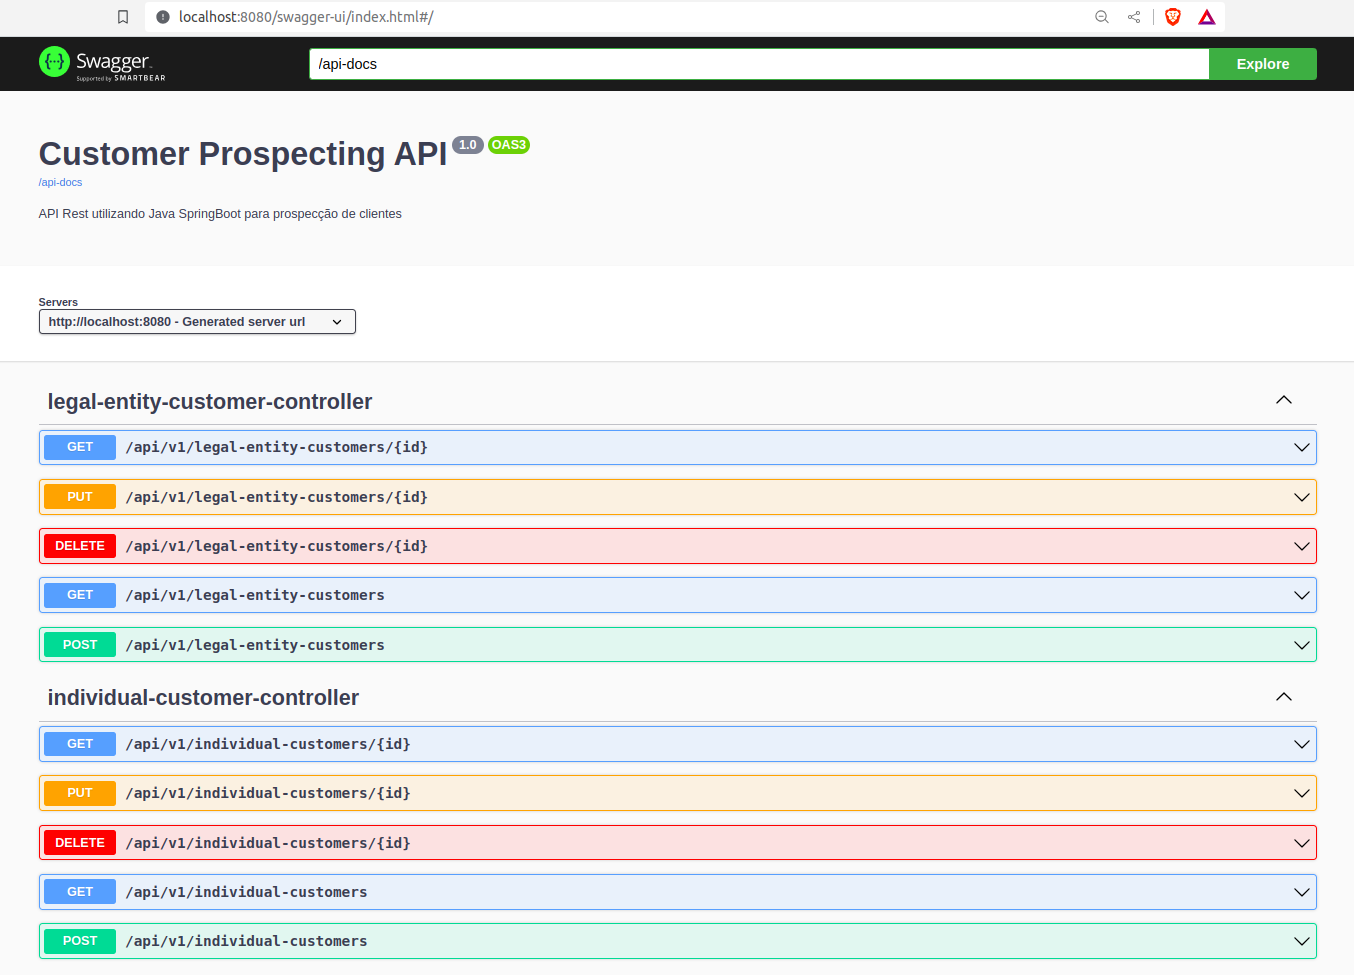 localhost:8080/swagger-ui/index.html#/
Swagger
Supported by SMARTBEAR
/api-docs
Explore
Customer Prospecting API 1.0 OAS3
/api-docs
API Rest utilizando Java SpringBoot para prospecção de clientes
Servers
http://localhost:8080 - Generated server url
legal-entity-customer-controller
GET /api/v1/legal-entity-customers/{id}
PUT /api/v1/legal-entity-customers/{id}
DELETE /api/v1/legal-entity-customers/{id}
GET /api/v1/legal-entity-customers
POST /api/v1/legal-entity-customers
individual-customer-controller
GET /api/v1/individual-customers/{id}
PUT /api/v1/individual-customers/{id}
DELETE /api/v1/individual-customers/{id}
GET /api/v1/individual-customers
POST /api/v1/individual-customers